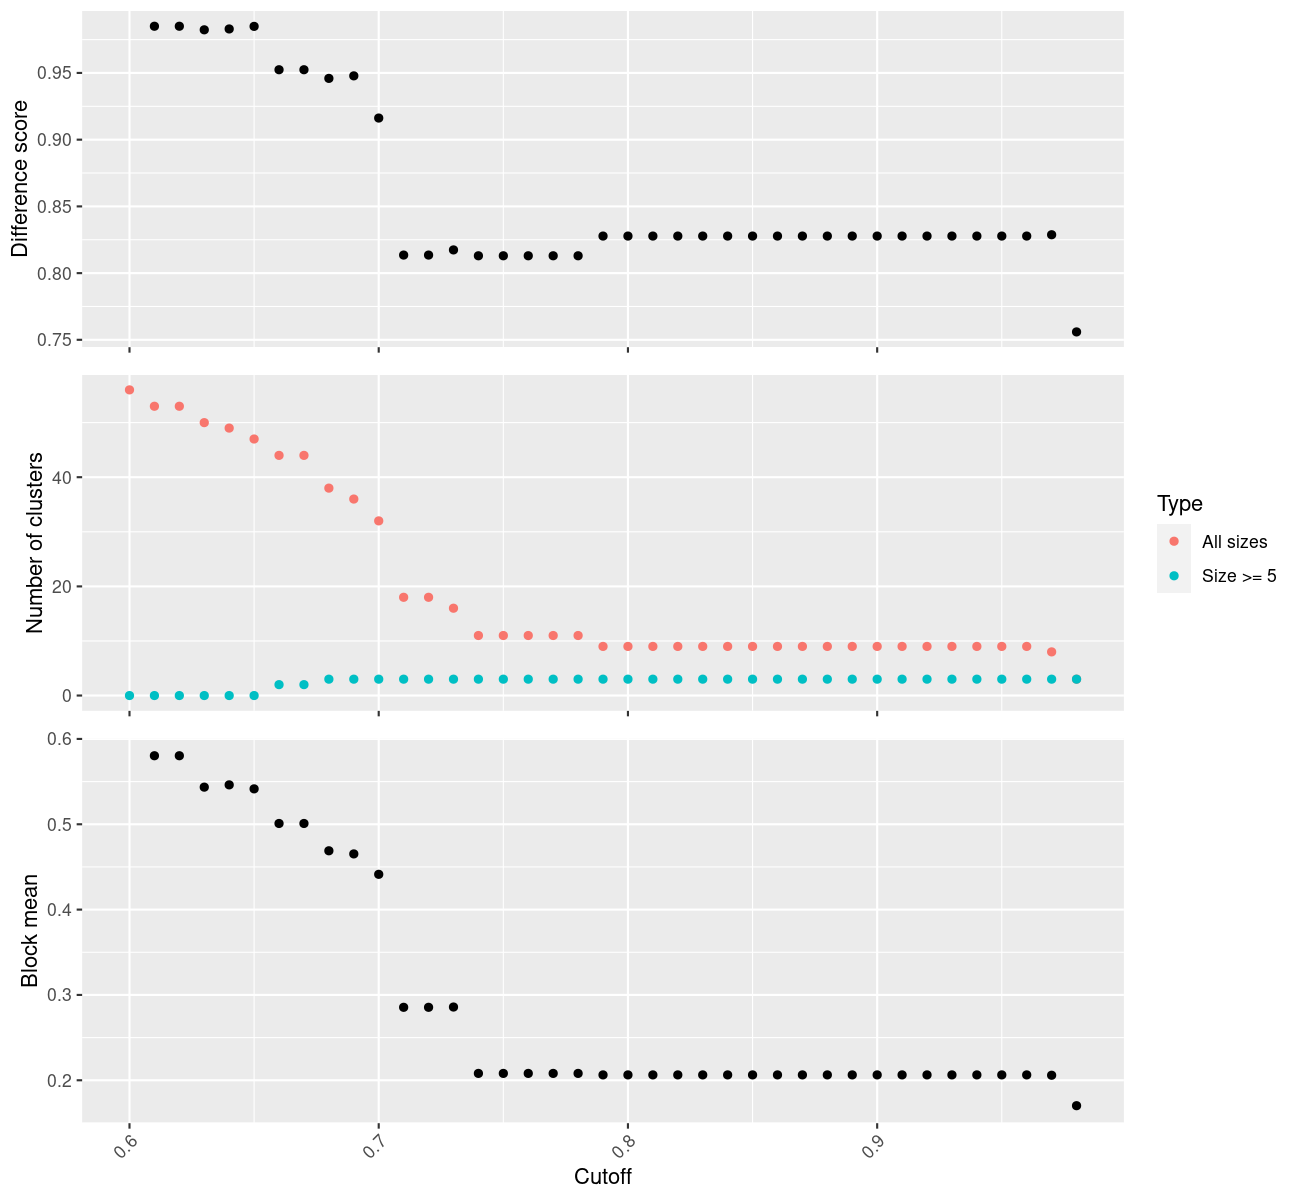 Difference score
0.95
0.90
0.85
0.80
0.75
Number of clusters
40
20
0
Type
All sizes
Size >= 5
Block mean
0.6
0.5
0.4
0.3
0.2
0.6 0.7 0.8 0.9
Cutoff